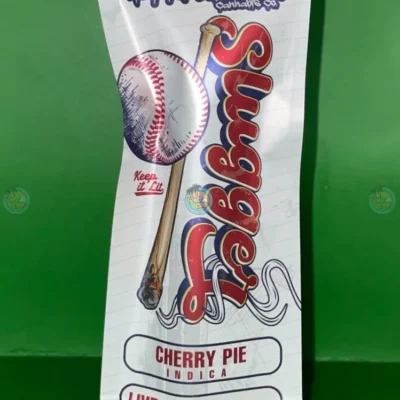 Cannabis Co.
Slugger
Keep
it Lit
CHERRY PIE
INDICA